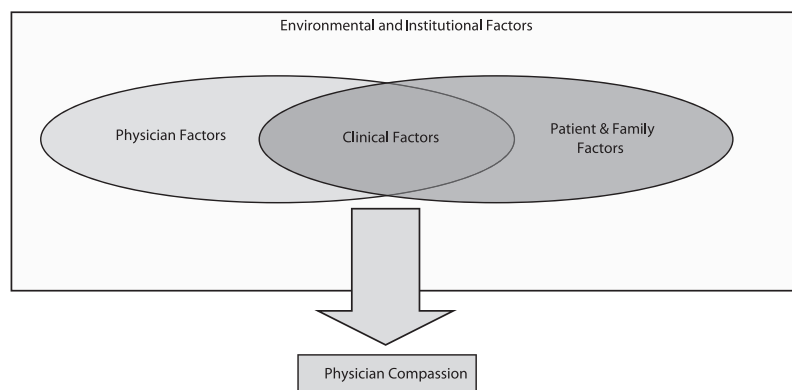 Environmental and Institutional Factors
Physician Factors
Clinical Factors
Patient & Family
Factors
Physician Compassion